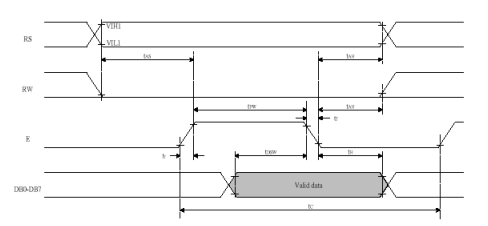 VIH1
RS
VIL1
tAS
tAH
RW
tPW
tAH
tF
E
tr
tDSW
tH
DB0-DB7
Valid data
tC